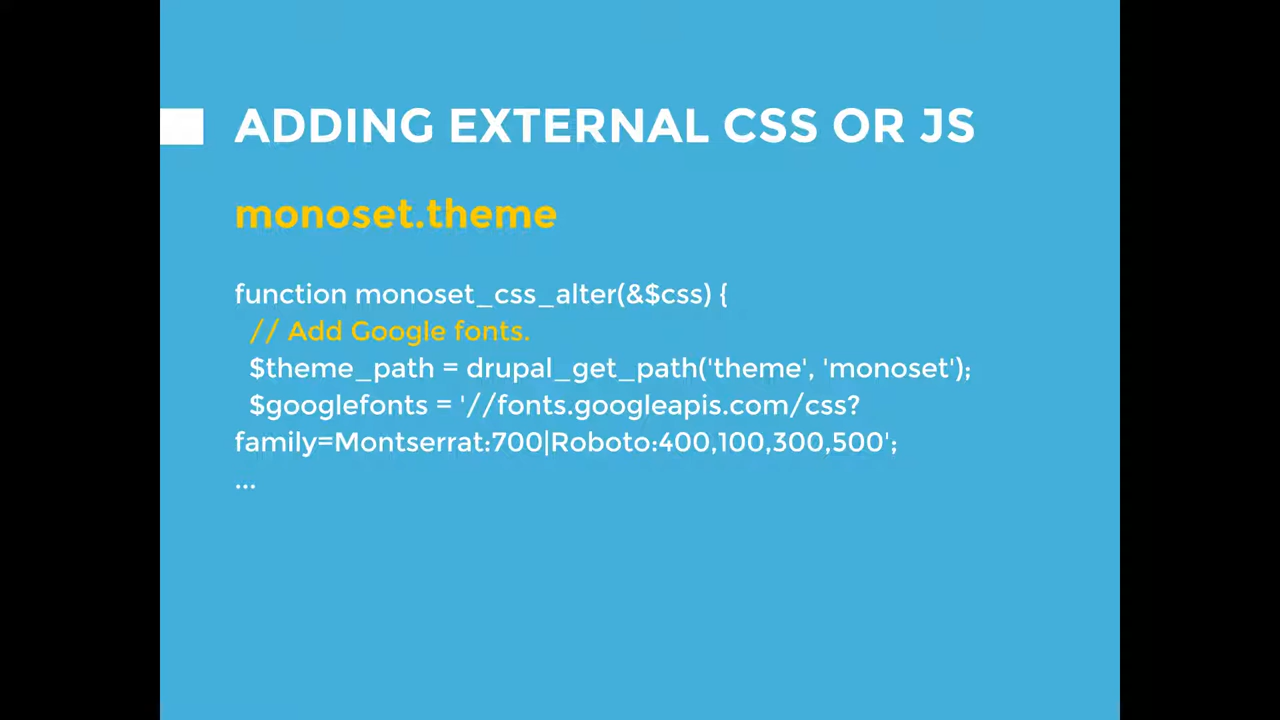 ADDING EXTERNAL CSS OR JS
monoset.theme
function monoset_css_alter(&$css) {
// Add Google fonts.
$theme_path = drupal_get_path('theme', 'monoset');
$googlefonts = '//fonts.googleapis.com/css?
family=Montserrat:700|Roboto:400,100,300,500';
...